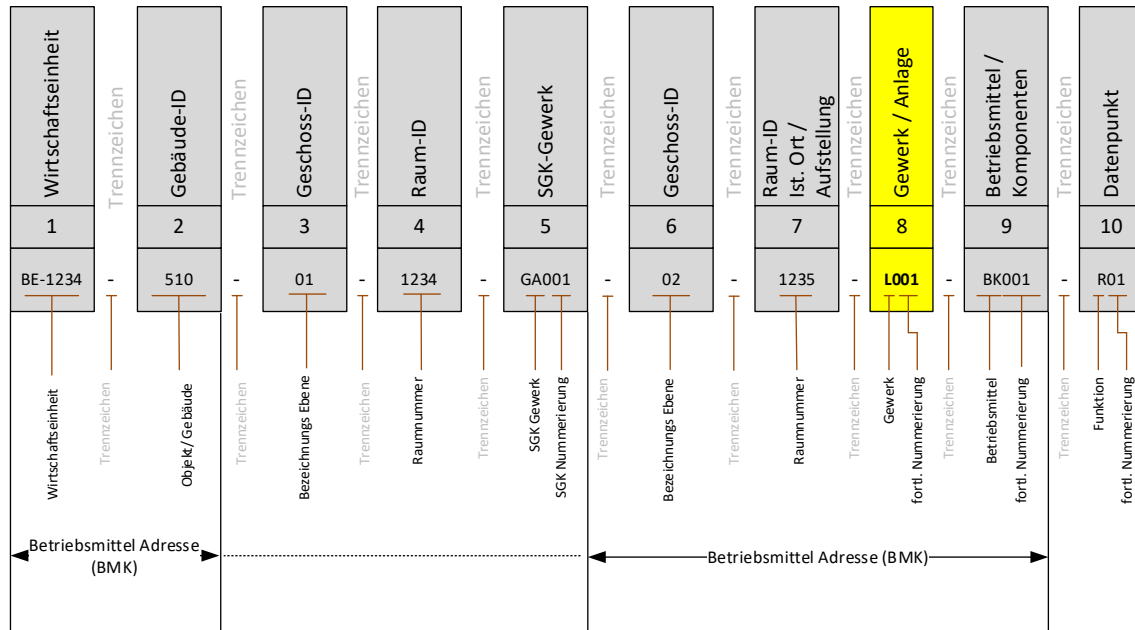 Wirtschaftseinheit
Trennzeichen
Gebäude-ID
Trennzeichen
Geschoss-ID
Trennzeichen
Raum-ID
Trennzeichen
SGK-Gewerk
Trennzeichen
Geschoss-ID
Trennzeichen
Raum-ID
Ist. Ort /
Aufstellung
Trennzeichen
Gewerk / Anlage
Trennzeichen
Betriebsmittel /
Komponenten
Trennzeichen
Datenpunkt
1 2 3 4 5 6 7 8 9 10
BE-1234 - 510 - 01 - 1234 - GA001 - 02 - 1235 - L001 - BK001 - R01
Wirtschaftseinheit
Trennzeichen
Objekt/Gebäude
Trennzeichen
Bezeichnungs Ebene
Trennzeichen
Raumnummer
Trennzeichen
SGK Gewerk
SGK Nummerierung
Trennzeichen
Bezeichnungs Ebene
Trennzeichen
Raumnummer
Trennzeichen
Gewerk
fortl. Nummerierung
Trennzeichen
Betriebsmittel
fortl. Nummerierung
Trennzeichen
Funktion
fortl. Nummerierung
Betriebsmittel Adresse
(BMK)
Betriebsmittel Adresse (BMK)